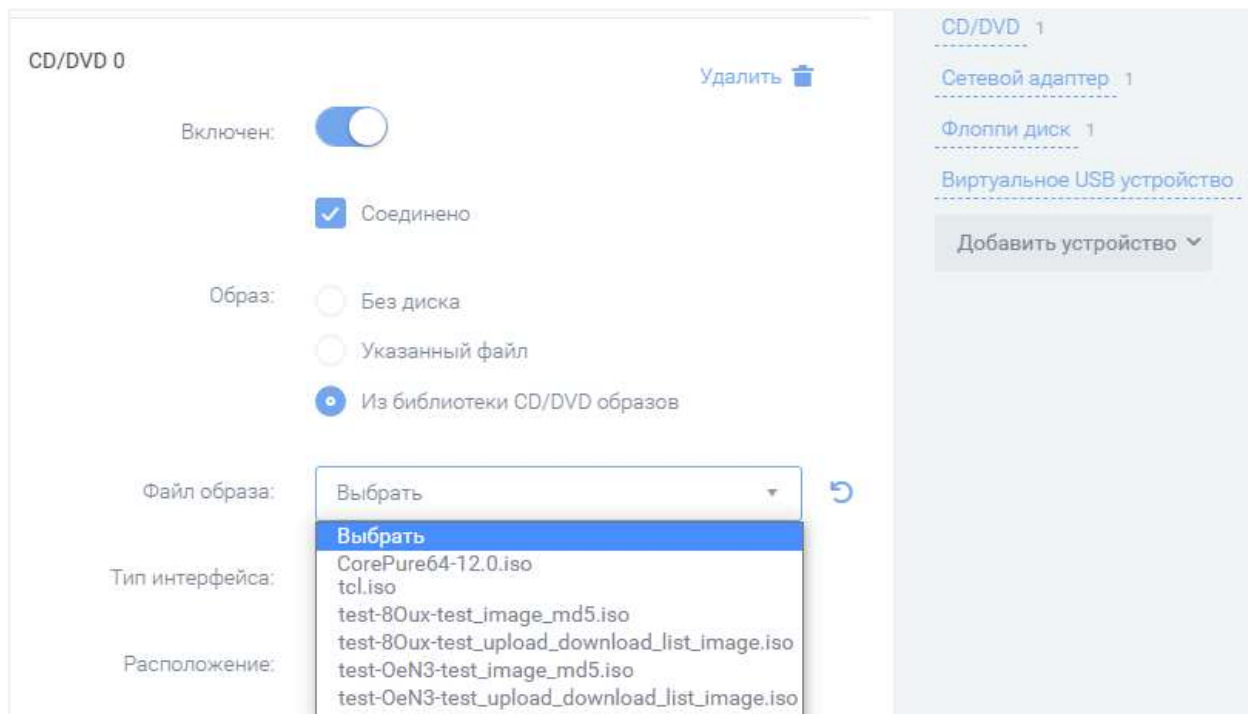 CD/DVD 0
Удалить
Включен:
Соединено
Образ:
Без диска
Указанный файл
Из библиотеки CD/DVD образов
Файл образа:
Выбрать
Выбрать
CorePure64-12.0.iso
tcl.iso
test-8Oux-test_image_md5.iso
test-8Oux-test_upload_download_list_image.iso
test-OeN3-test_image_md5.iso
test-OeN3-test_upload_download_list_image.iso
Тип интерфейса:
Расположение:
CD/DVD 1
Сетевой адаптер 1
Флоппи диск 1
Виртуальное USB устройство
Добавить устройство